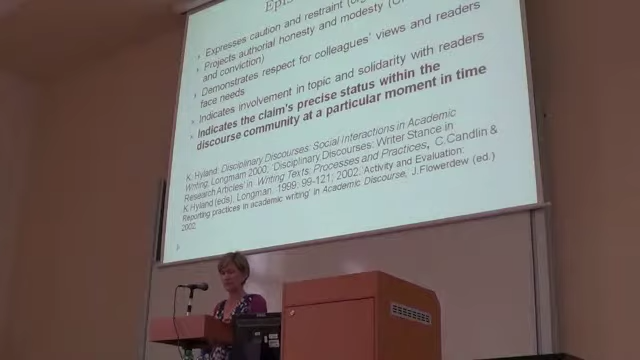 Epis
Expresses caution and restraint
Projects authorial honesty and modesty
and conviction)
Demonstrates respect for colleagues' views and readers
face needs
Indicates involvement in topic and solidarity with readers
Indicates the claim's precise status within the
discourse community at a particular moment in time
K. Hyland: Disciplinary Discourses: Social Interactions in Academic
Writing, Longmam 2000; 'Disciplinary Discourses: Writer Stance in
Research Articles' in Writing Texts: Processes and Practices, C.Candlin &
K.Hyland (eds), Longman, 1999: 99-121; 2002. Activity and Evaluation:
Reporting practices in academic writing' in Academic Discourse, J.Flowerdew (ed.)
2002